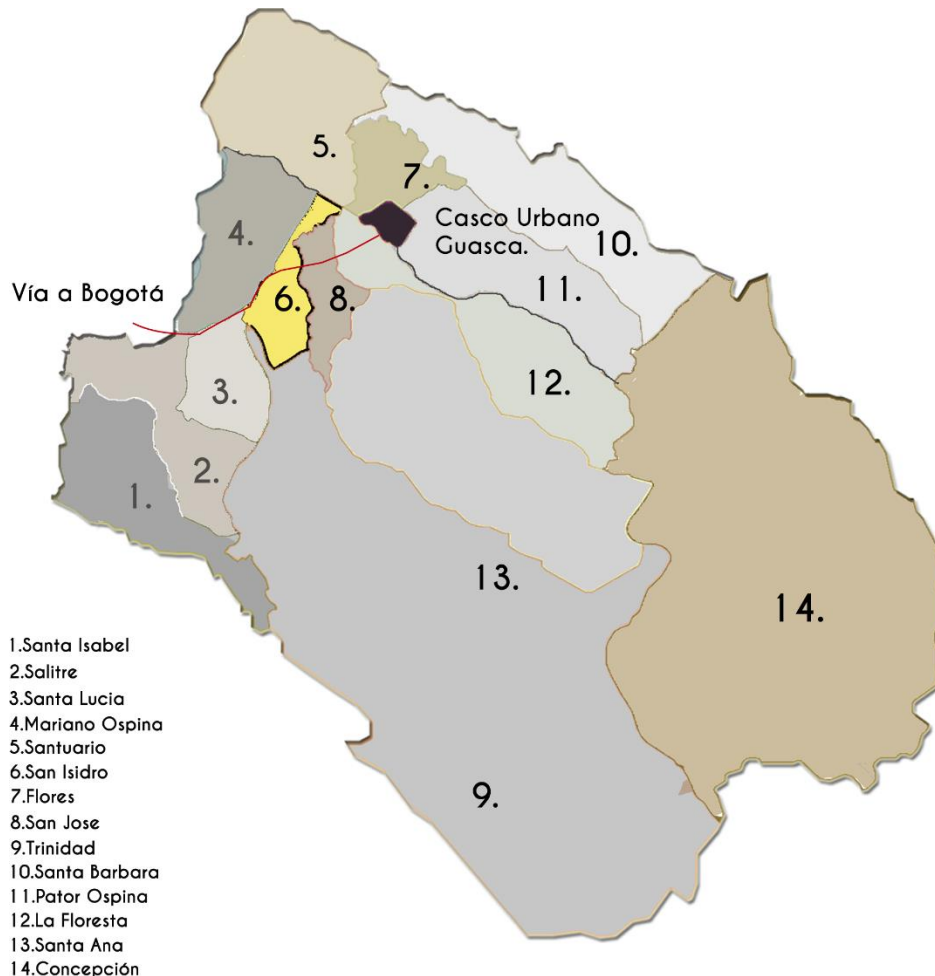 5.
7.
4.
Casco Urbano
Guasca.
10.
Vía a Bogotá
6.
8.
11.
3.
12.
2.
1.
13.
14.
9.
1.Santa Isabel
2.Salitre
3.Santa Lucia
4.Mariano Ospina
5.Santuario
6.San Isidro
7.Flores
8.San Jose
9.Trinidad
10.Santa Barbara
11.Pator Ospina
12.La Floresta
13.Santa Ana
14.Concepción